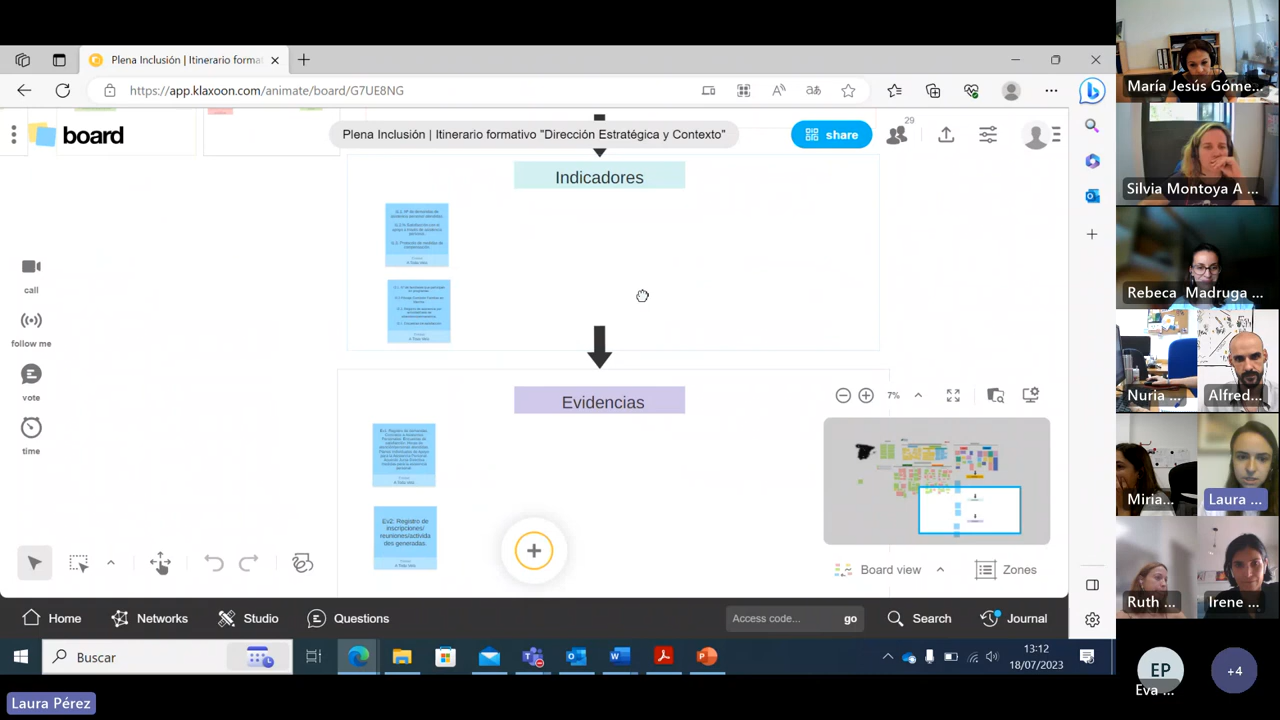 Plena Inclusión | Itinerario forma
https://app.klaxoon.com/animate/board/G7UE8NG
board
Plena Inclusión | Itinerario formativo "Dirección Estratégica y Contexto"
share
29
Indicadores
call
follow me
vote
time
Evidencias
Ev2. Registro de
inscripciones/
reuniones/activida
des generadas.
7%
Board view
Zones
Home
Networks
Studio
Questions
Access code...
go
Search
Journal
Buscar
13:12
18/07/2023
María Jesús Góme...
Silvia Montoya A ...
Rebeca Madruga ...
Nuria ...
Alfred...
Miria...
Laura ...
Ruth ...
Irene ...
EP
Eva ...
+4
Laura Pérez